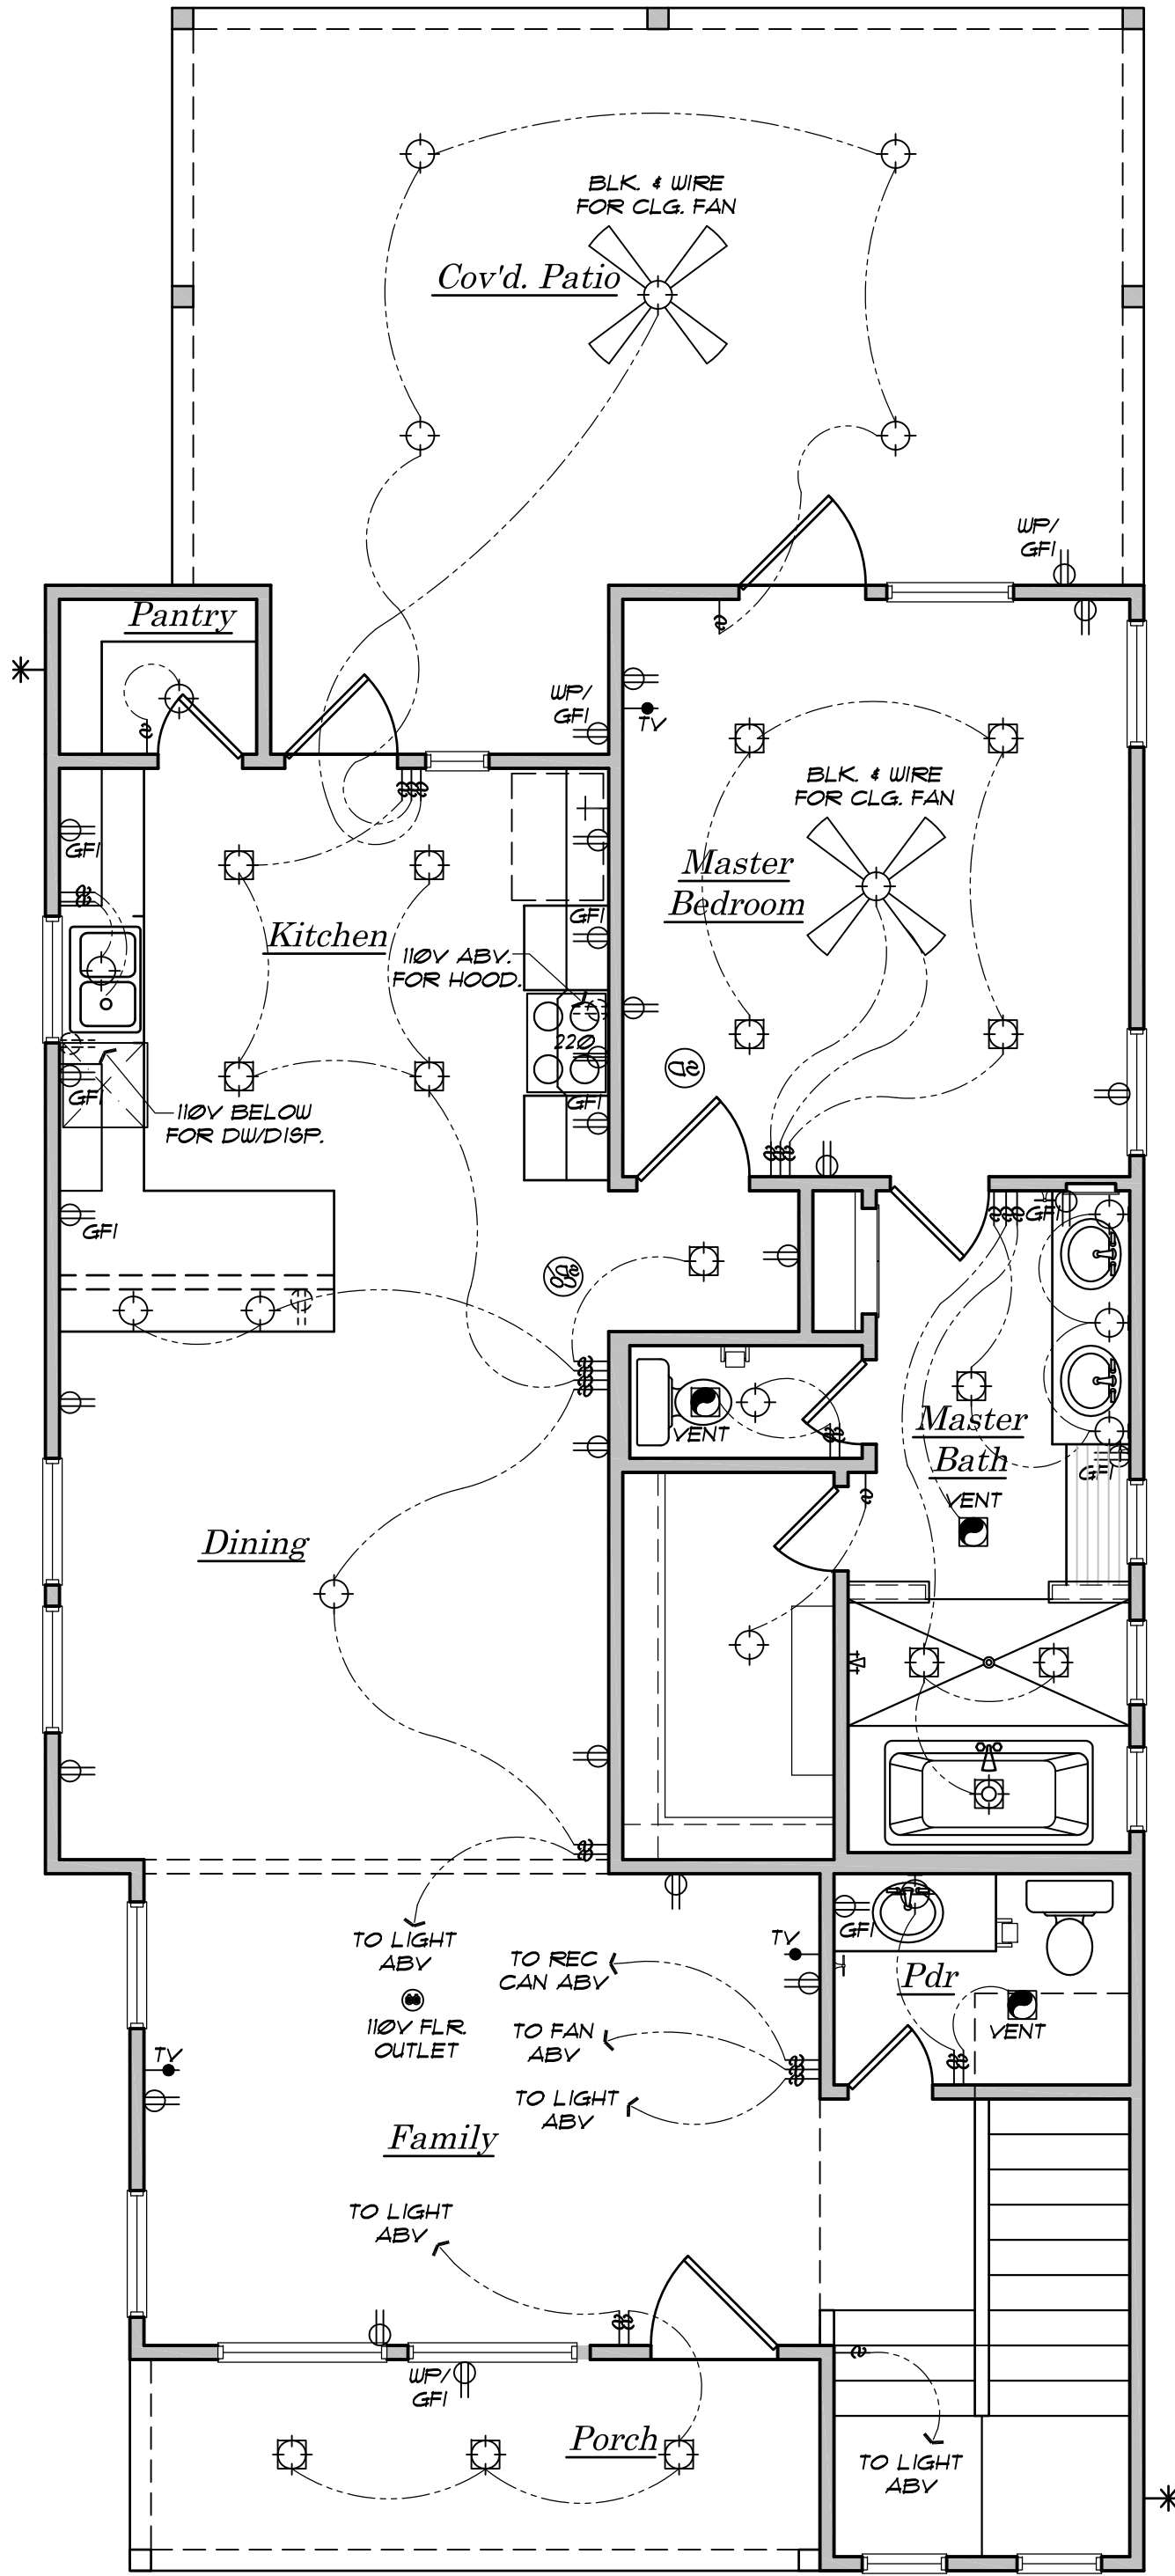 BLK. & WIRE
FOR CLG. FAN
Cov'd. Patio
WP/
GFI
Pantry
WP/
GFI
TV
BLK. & WIRE
FOR CLG. FAN
GFI
Master
Bedroom
GFI
Kitchen
110V ABV.
FOR HOOD.
220
GFI
GFI
110V BELOW
FOR DW/DISP.
GFI
GFI
Master
Bath
VENT
GFI
VENT
Dining
TO LIGHT
ABV
TV
GFI
TO REC
CAN ABV
Pdr
110V FLR.
OUTLET
TO FAN
ABV
VENT
TV
TO LIGHT
ABV
Family
TO LIGHT
ABV
WP/
GFI
Porch
TO LIGHT
ABV